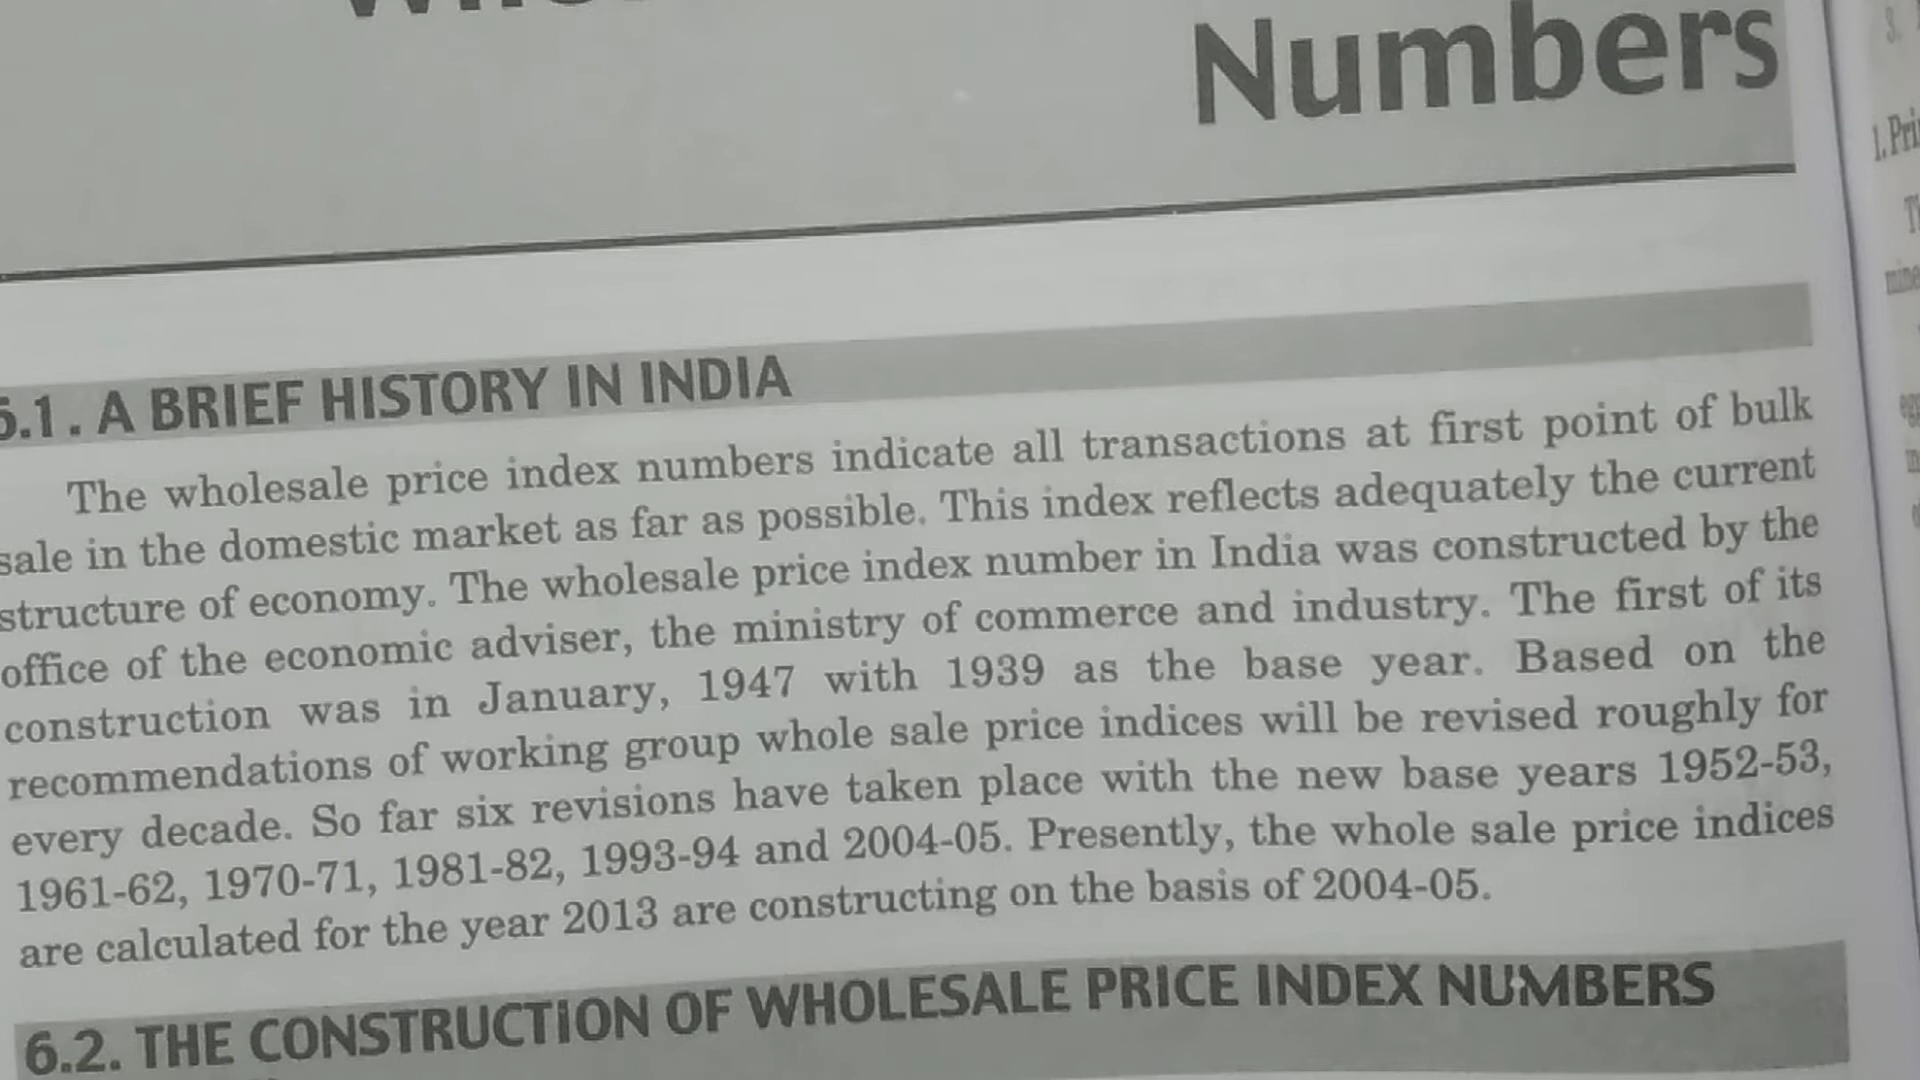 Numbers
6.1. A BRIEF HISTORY IN INDIA
The wholesale price index numbers indicate all transactions at first point of bulk
sale in the domestic market as far as possible. This index reflects adequately the current
structure of economy. The wholesale price index number in India was constructed by the
office of the economic adviser, the ministry of commerce and industry. The first of its
construction was in January, 1947 with 1939 as the base year. Based on the
recommendations of working group whole sale price indices will be revised roughly for
every decade. So far six revisions have taken place with the new base years 1952-53,
1961-62, 1970-71, 1981-82, 1993-94 and 2004-05. Presently, the whole sale price indices
are calculated for the year 2013 are constructing on the basis of 2004-05.
6.2. THE CONSTRUCTION OF WHOLESALE PRICE INDEX NUMBERS